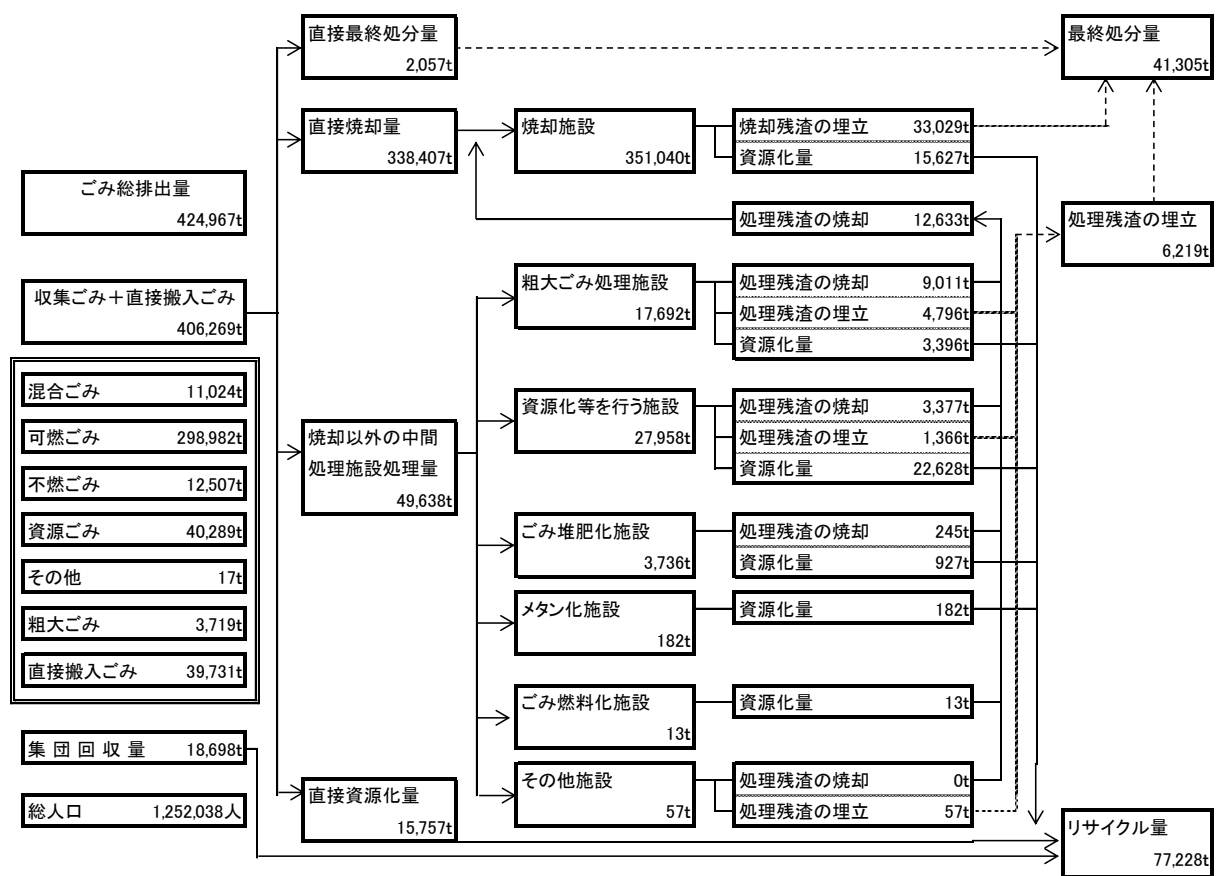 直接最終処分量
2,057t
最終処分量
41,305t
直接焼却量
338,407t
焼却施設
351,040t
焼却残渣の埋立 33,029t
資源化量 15,627t
ごみ総排出量
424,967t
処理残渣の焼却 12,633t
処理残渣の埋立
6,219t
収集ごみ+直接搬入ごみ
406,269t
粗大ごみ処理施設
17,692t
処理残渣の焼却 9,011t
処理残渣の埋立 4,796t
資源化量 3,396t
混合ごみ 11,024t
可燃ごみ 298,982t
不燃ごみ 12,507t
資源ごみ 40,289t
その他 17t
粗大ごみ 3,719t
直接搬入ごみ 39,731t
焼却以外の中間
処理施設処理量
49,638t
資源化等を行う施設
27,958t
処理残渣の焼却 3,377t
処理残渣の埋立 1,366t
資源化量 22,628t
ごみ堆肥化施設
3,736t
処理残渣の焼却 245t
資源化量 927t
メタン化施設
182t
資源化量 182t
ごみ燃料化施設
13t
資源化量 13t
集団回収量 18,698t
総人口 1,252,038人
直接資源化量
15,757t
その他施設
57t
処理残渣の焼却 0t
処理残渣の埋立 57t
リサイクル量
77,228t